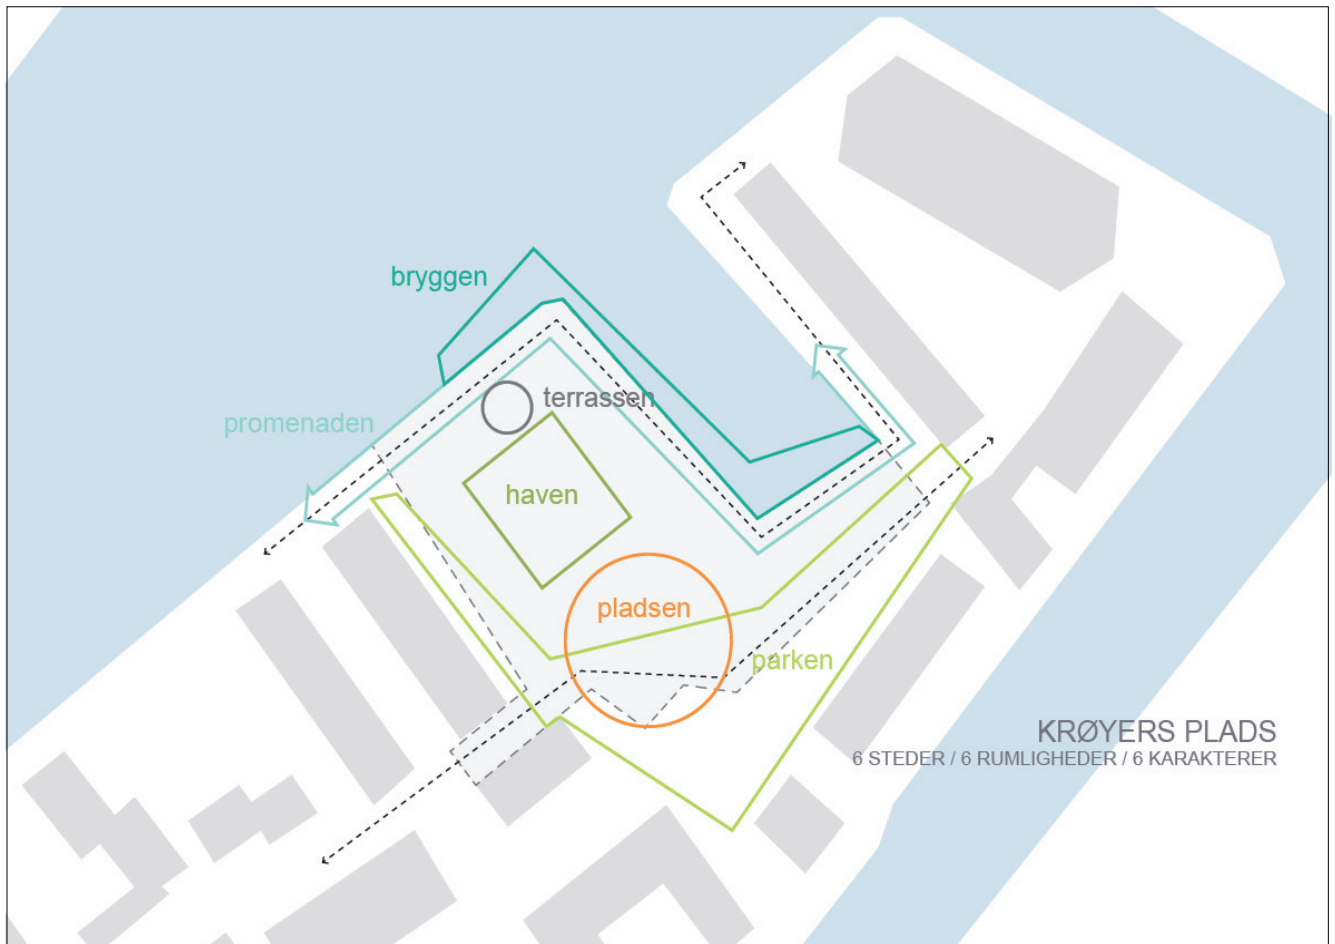 bryggen
terrassen
promenaden
haven
pladsen
parken
KRØYERS PLADS
6 STEDER / 6 RUMLIGHEDER / 6 KARAKTERER